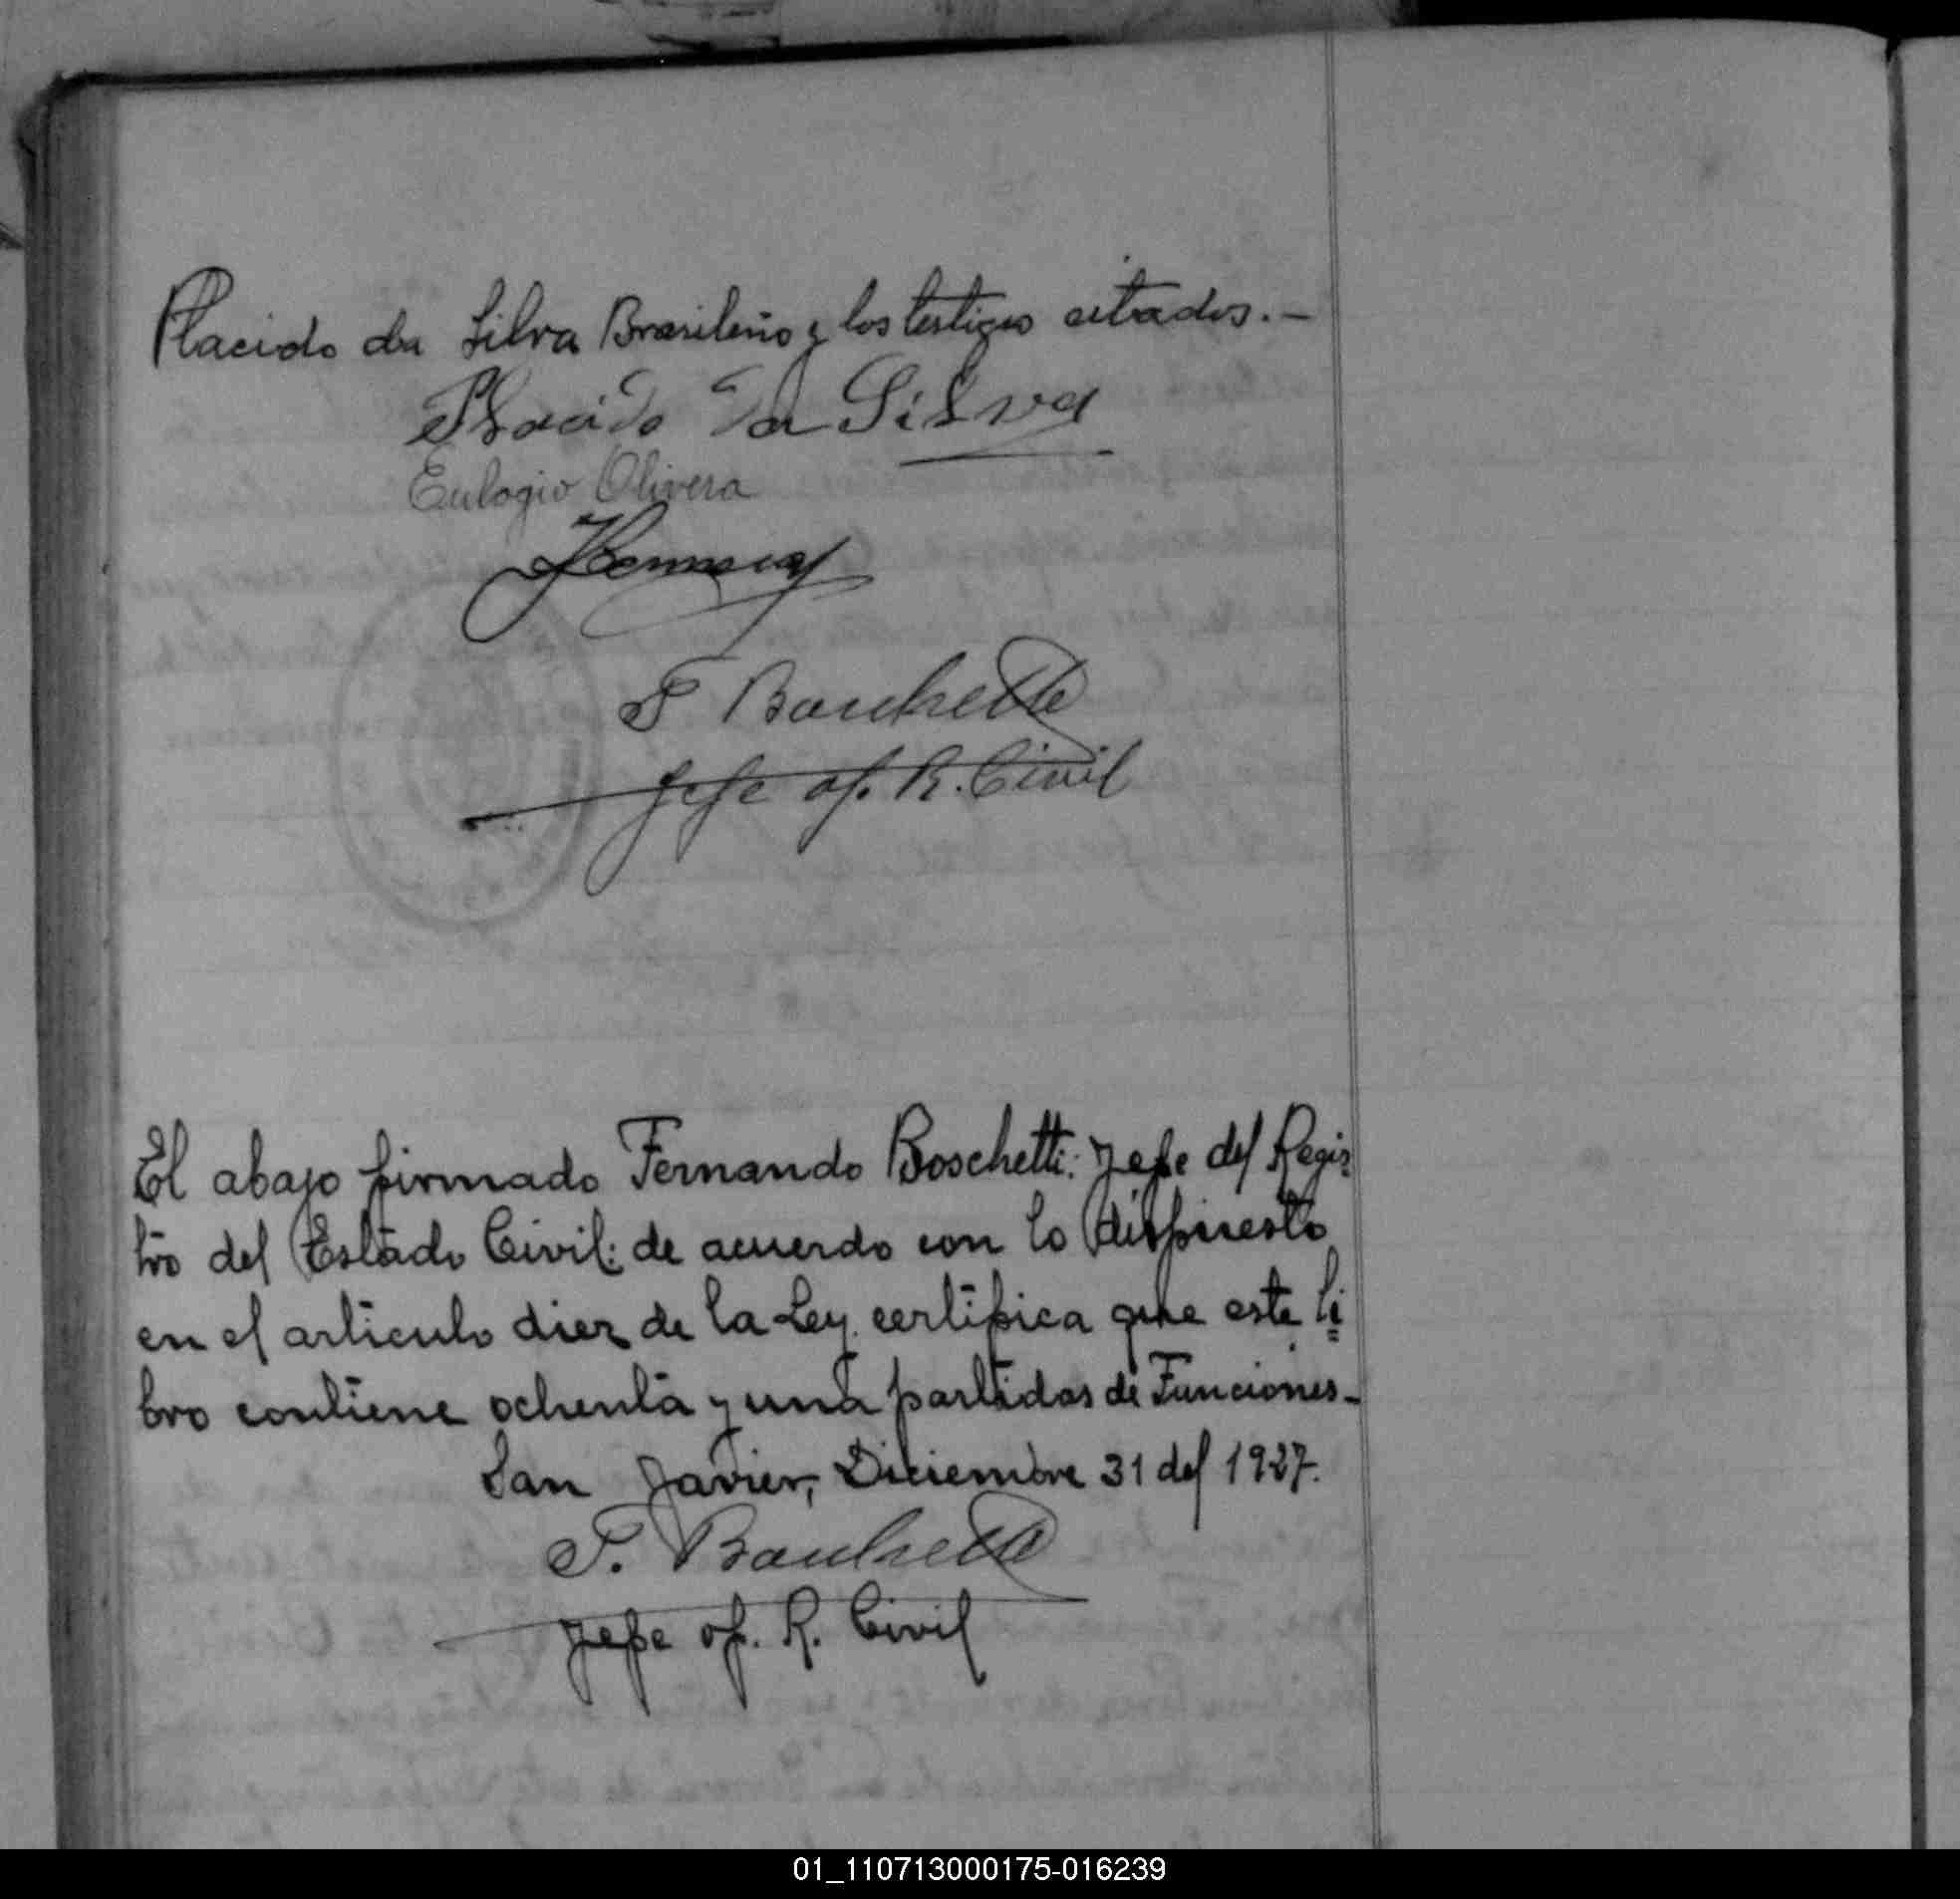 Placido da Silva Brasileño y los testigos citados.-
Placido Da Silva
Eulogio Olivera
F Boschetti
Jefe of. R. Civil
El abajo firmado Fernando Boschetti: Jefe del Regis
tro del Estado Civil: de acuerdo con lo dispuesto
en el articulo diez de la Ley certifica que este li
bro contiene ochenta y una partidas de Funciones-
San Javier, Diciembre 31 del 1927.
F. Boschetti
Jefe of. R. Civil
01_110713000175-016239